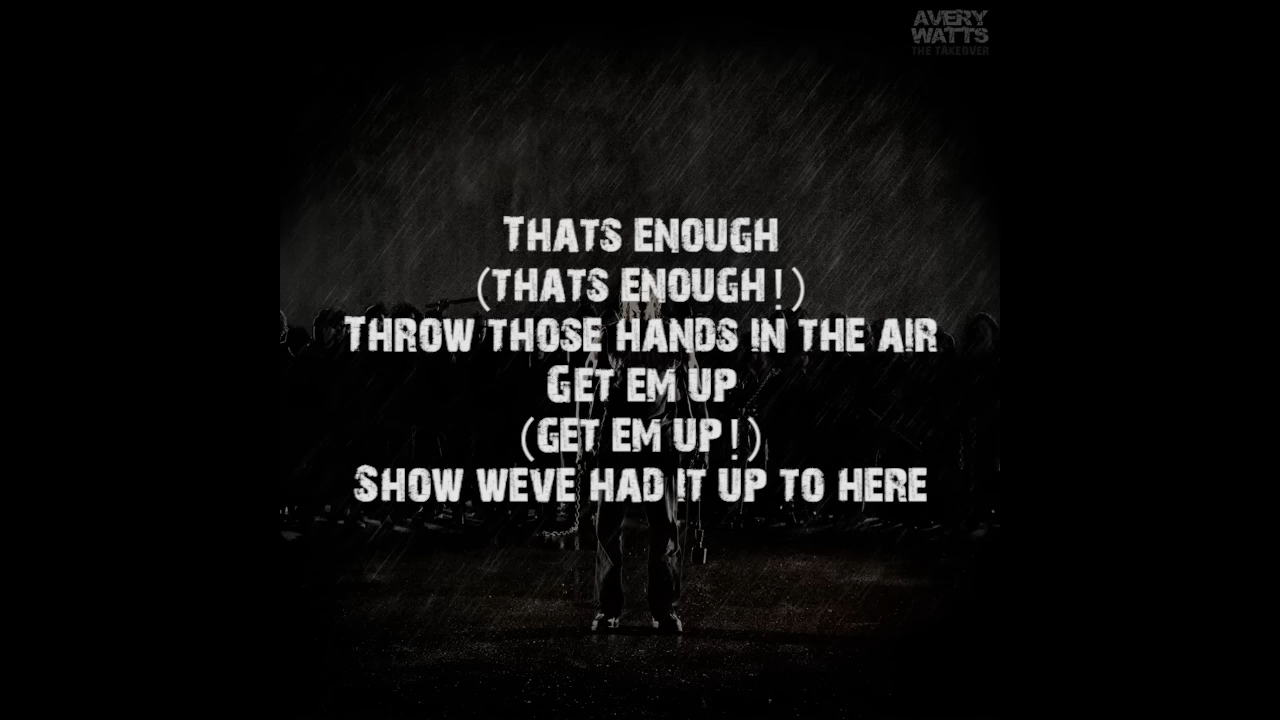 AVERY
WATTS
THE TAKEOVER
THATS ENOUGH
(THATS ENOUGH!)
THROW THOSE HANDS IN THE AIR
GET EM UP
(GET EM UP!)
SHOW WEVE HAD IT UP TO HERE